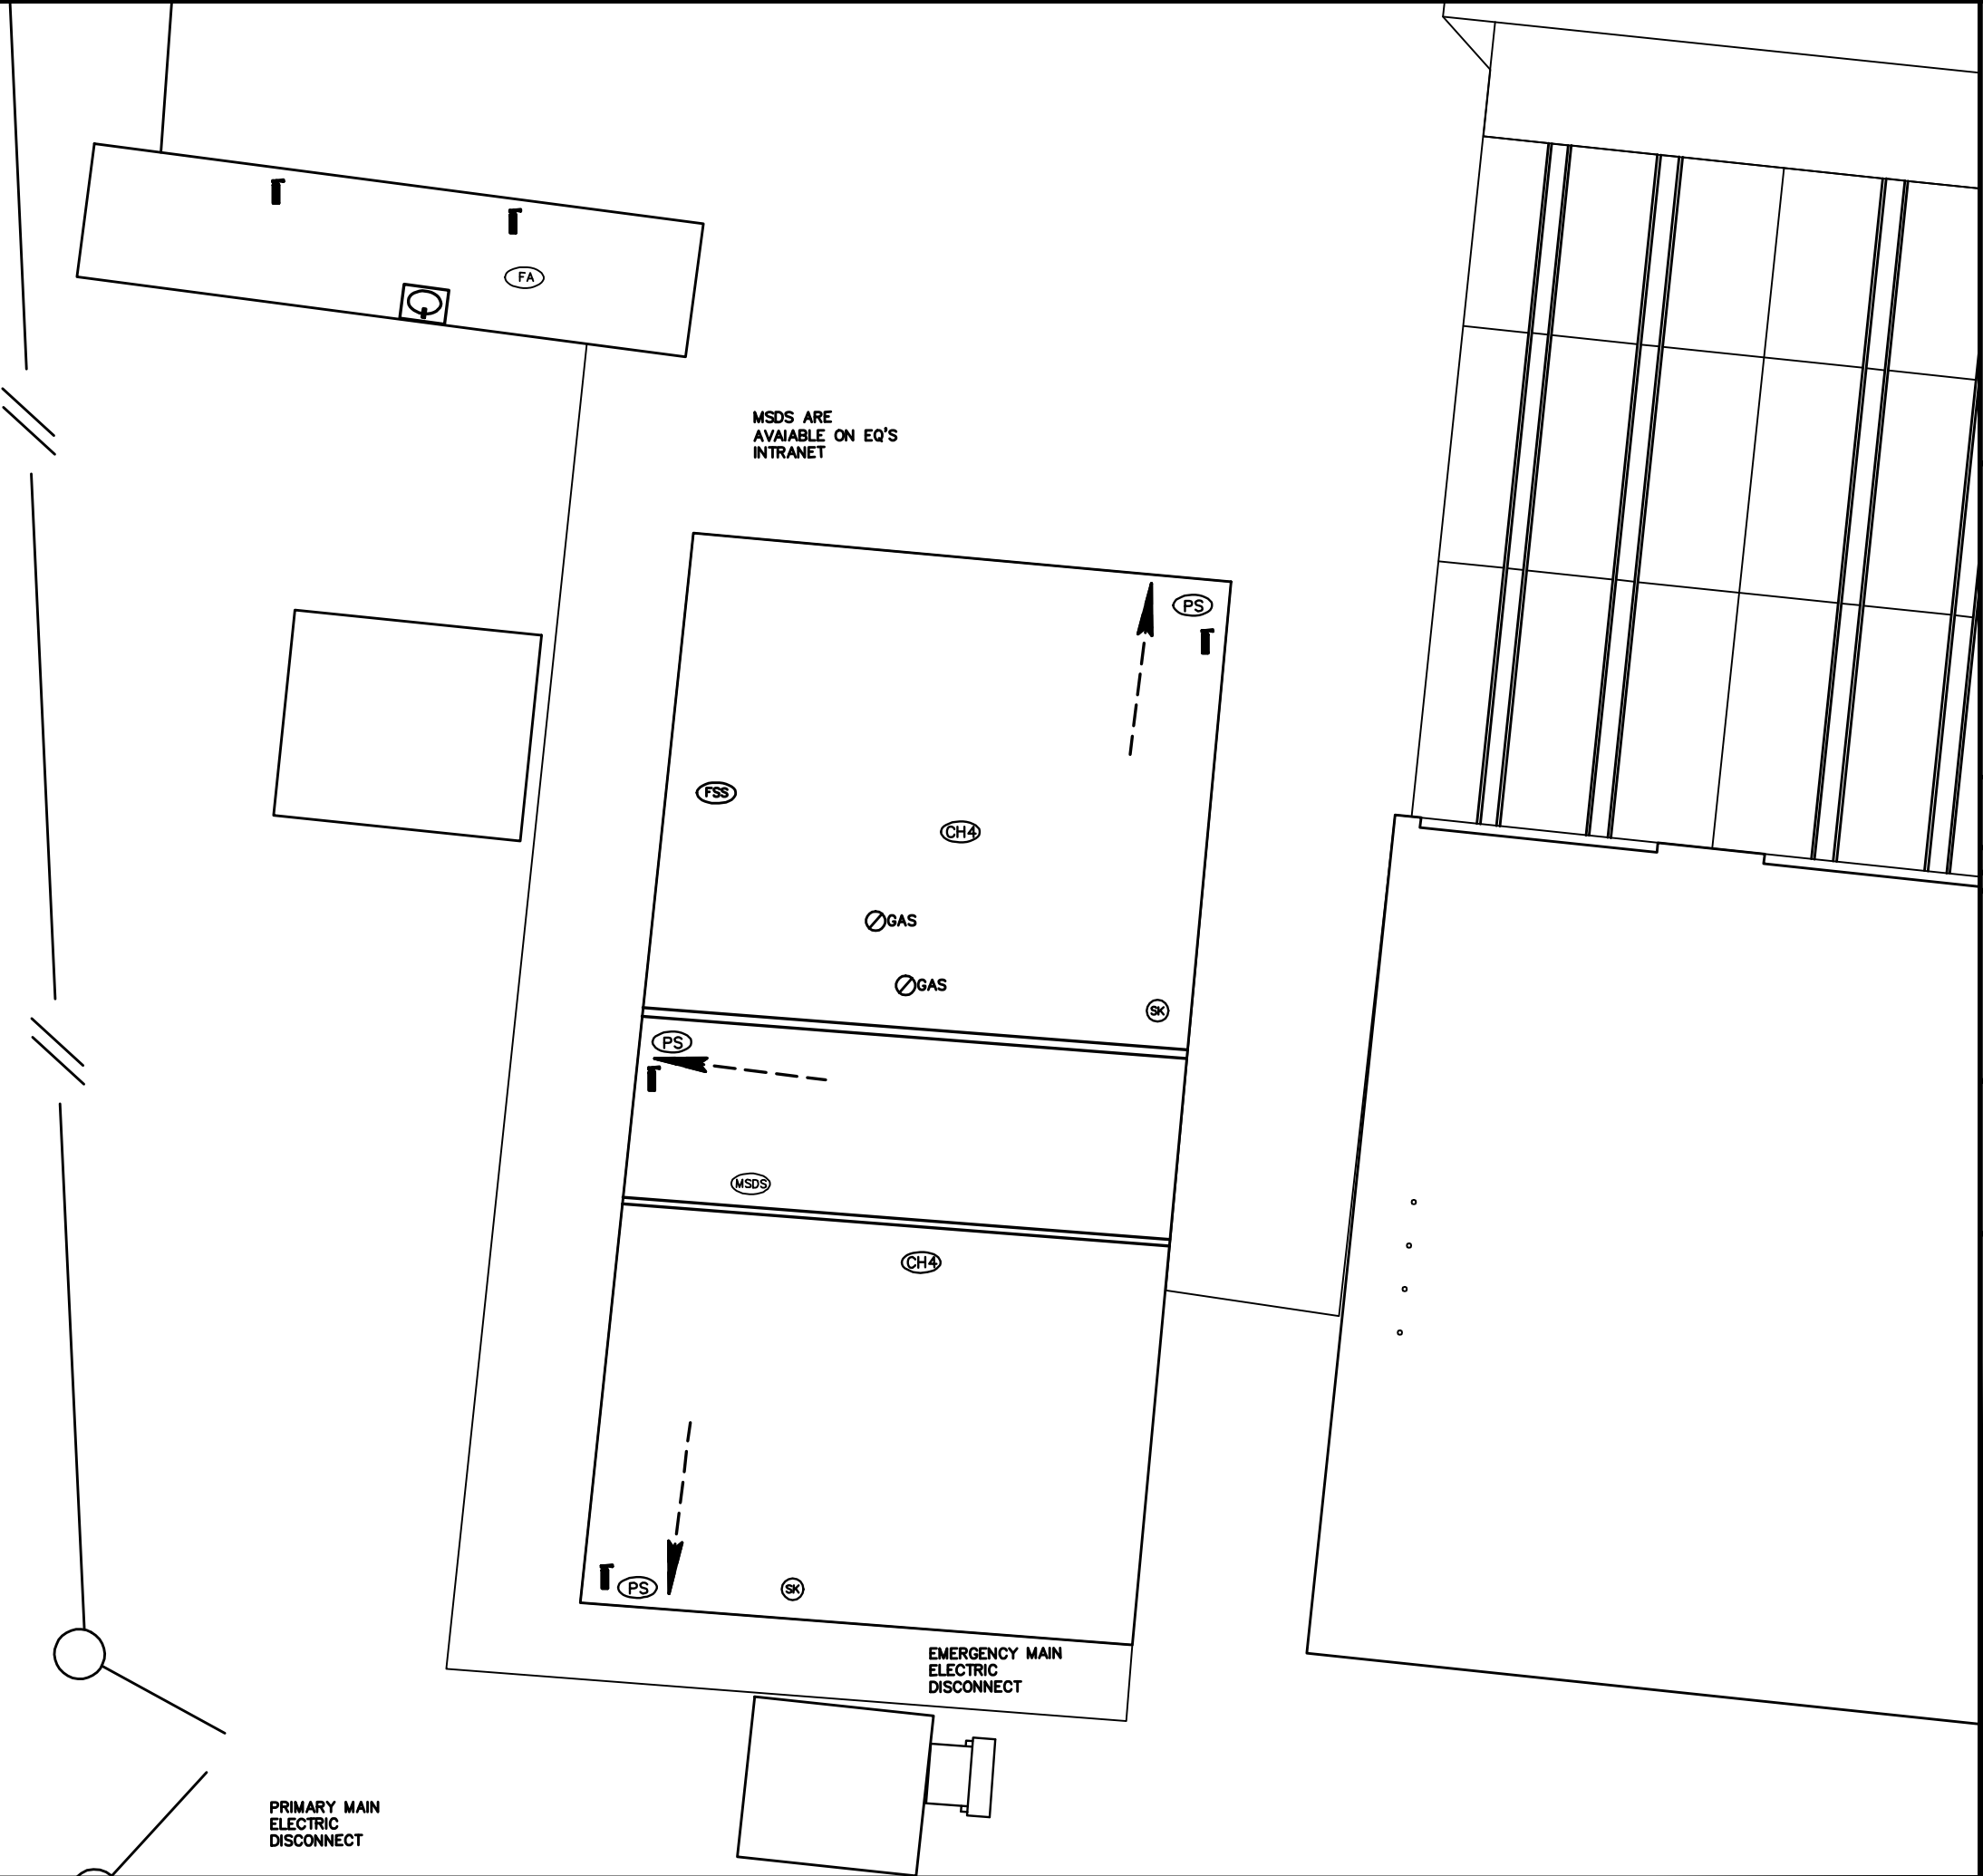 FA
MSDS ARE
AVAIABLE ON EQ'S
INTRANET
PS
FSS
CH4
GAS
GAS
SK
PS
MSDS
CH4
PS
SK
EMERGENCY MAIN
ELECTRIC
DISCONNECT
PRIMARY MAIN
ELECTRIC
DISCONNECT